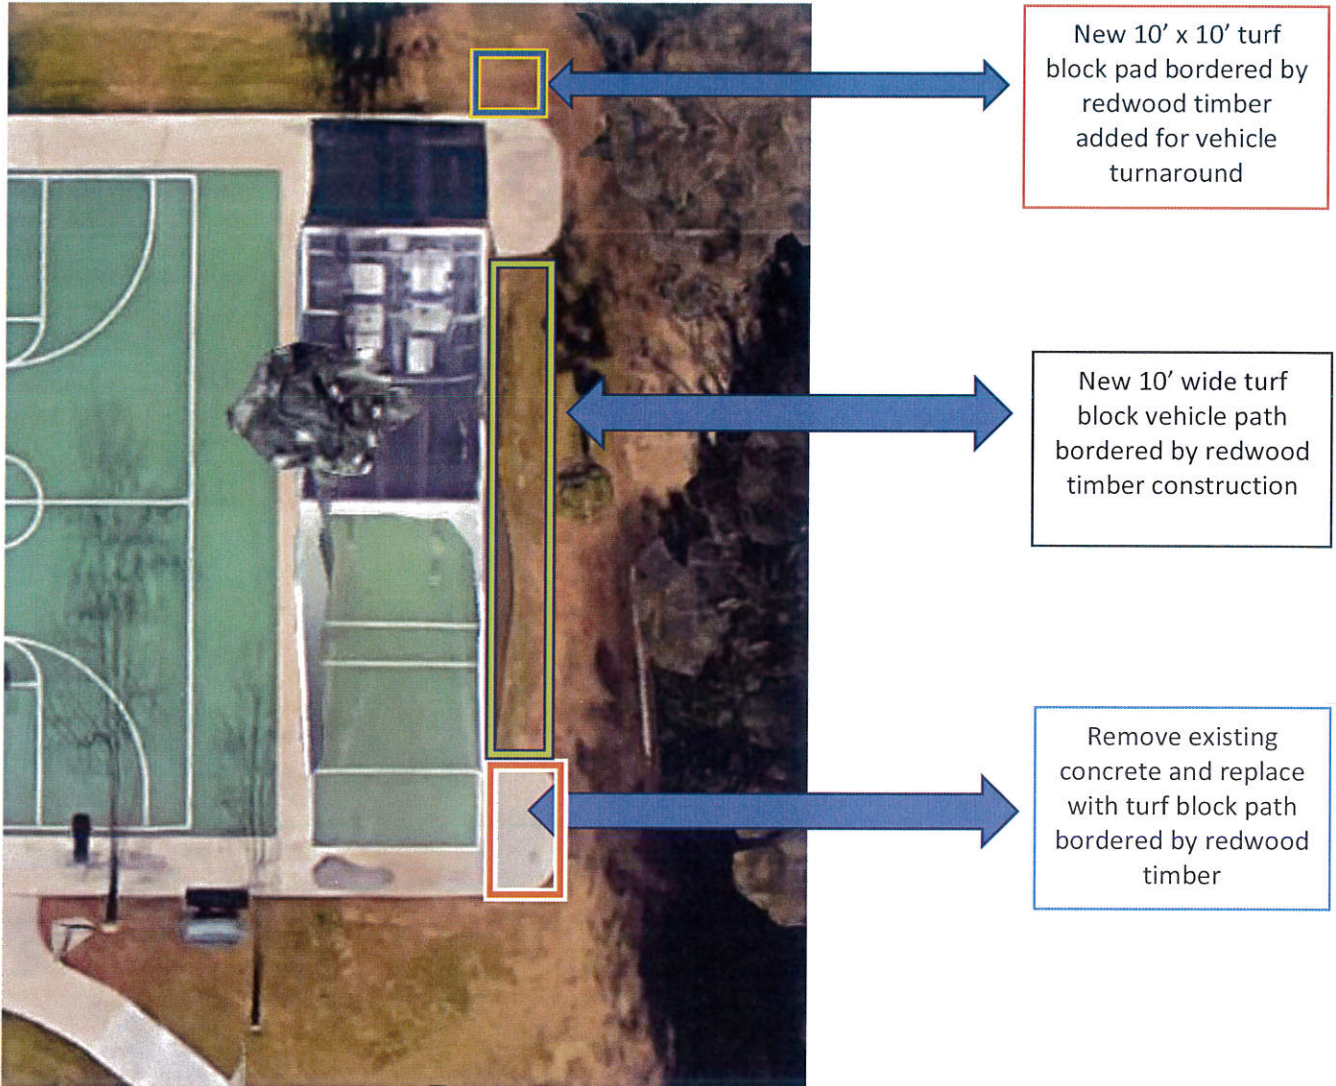 New 10’ x 10’ turf
block pad bordered by
redwood timber
added for vehicle
turnaround
New 10’ wide turf
block vehicle path
bordered by redwood
timber construction
Remove existing
concrete and replace
with turf block path
bordered by redwood
timber